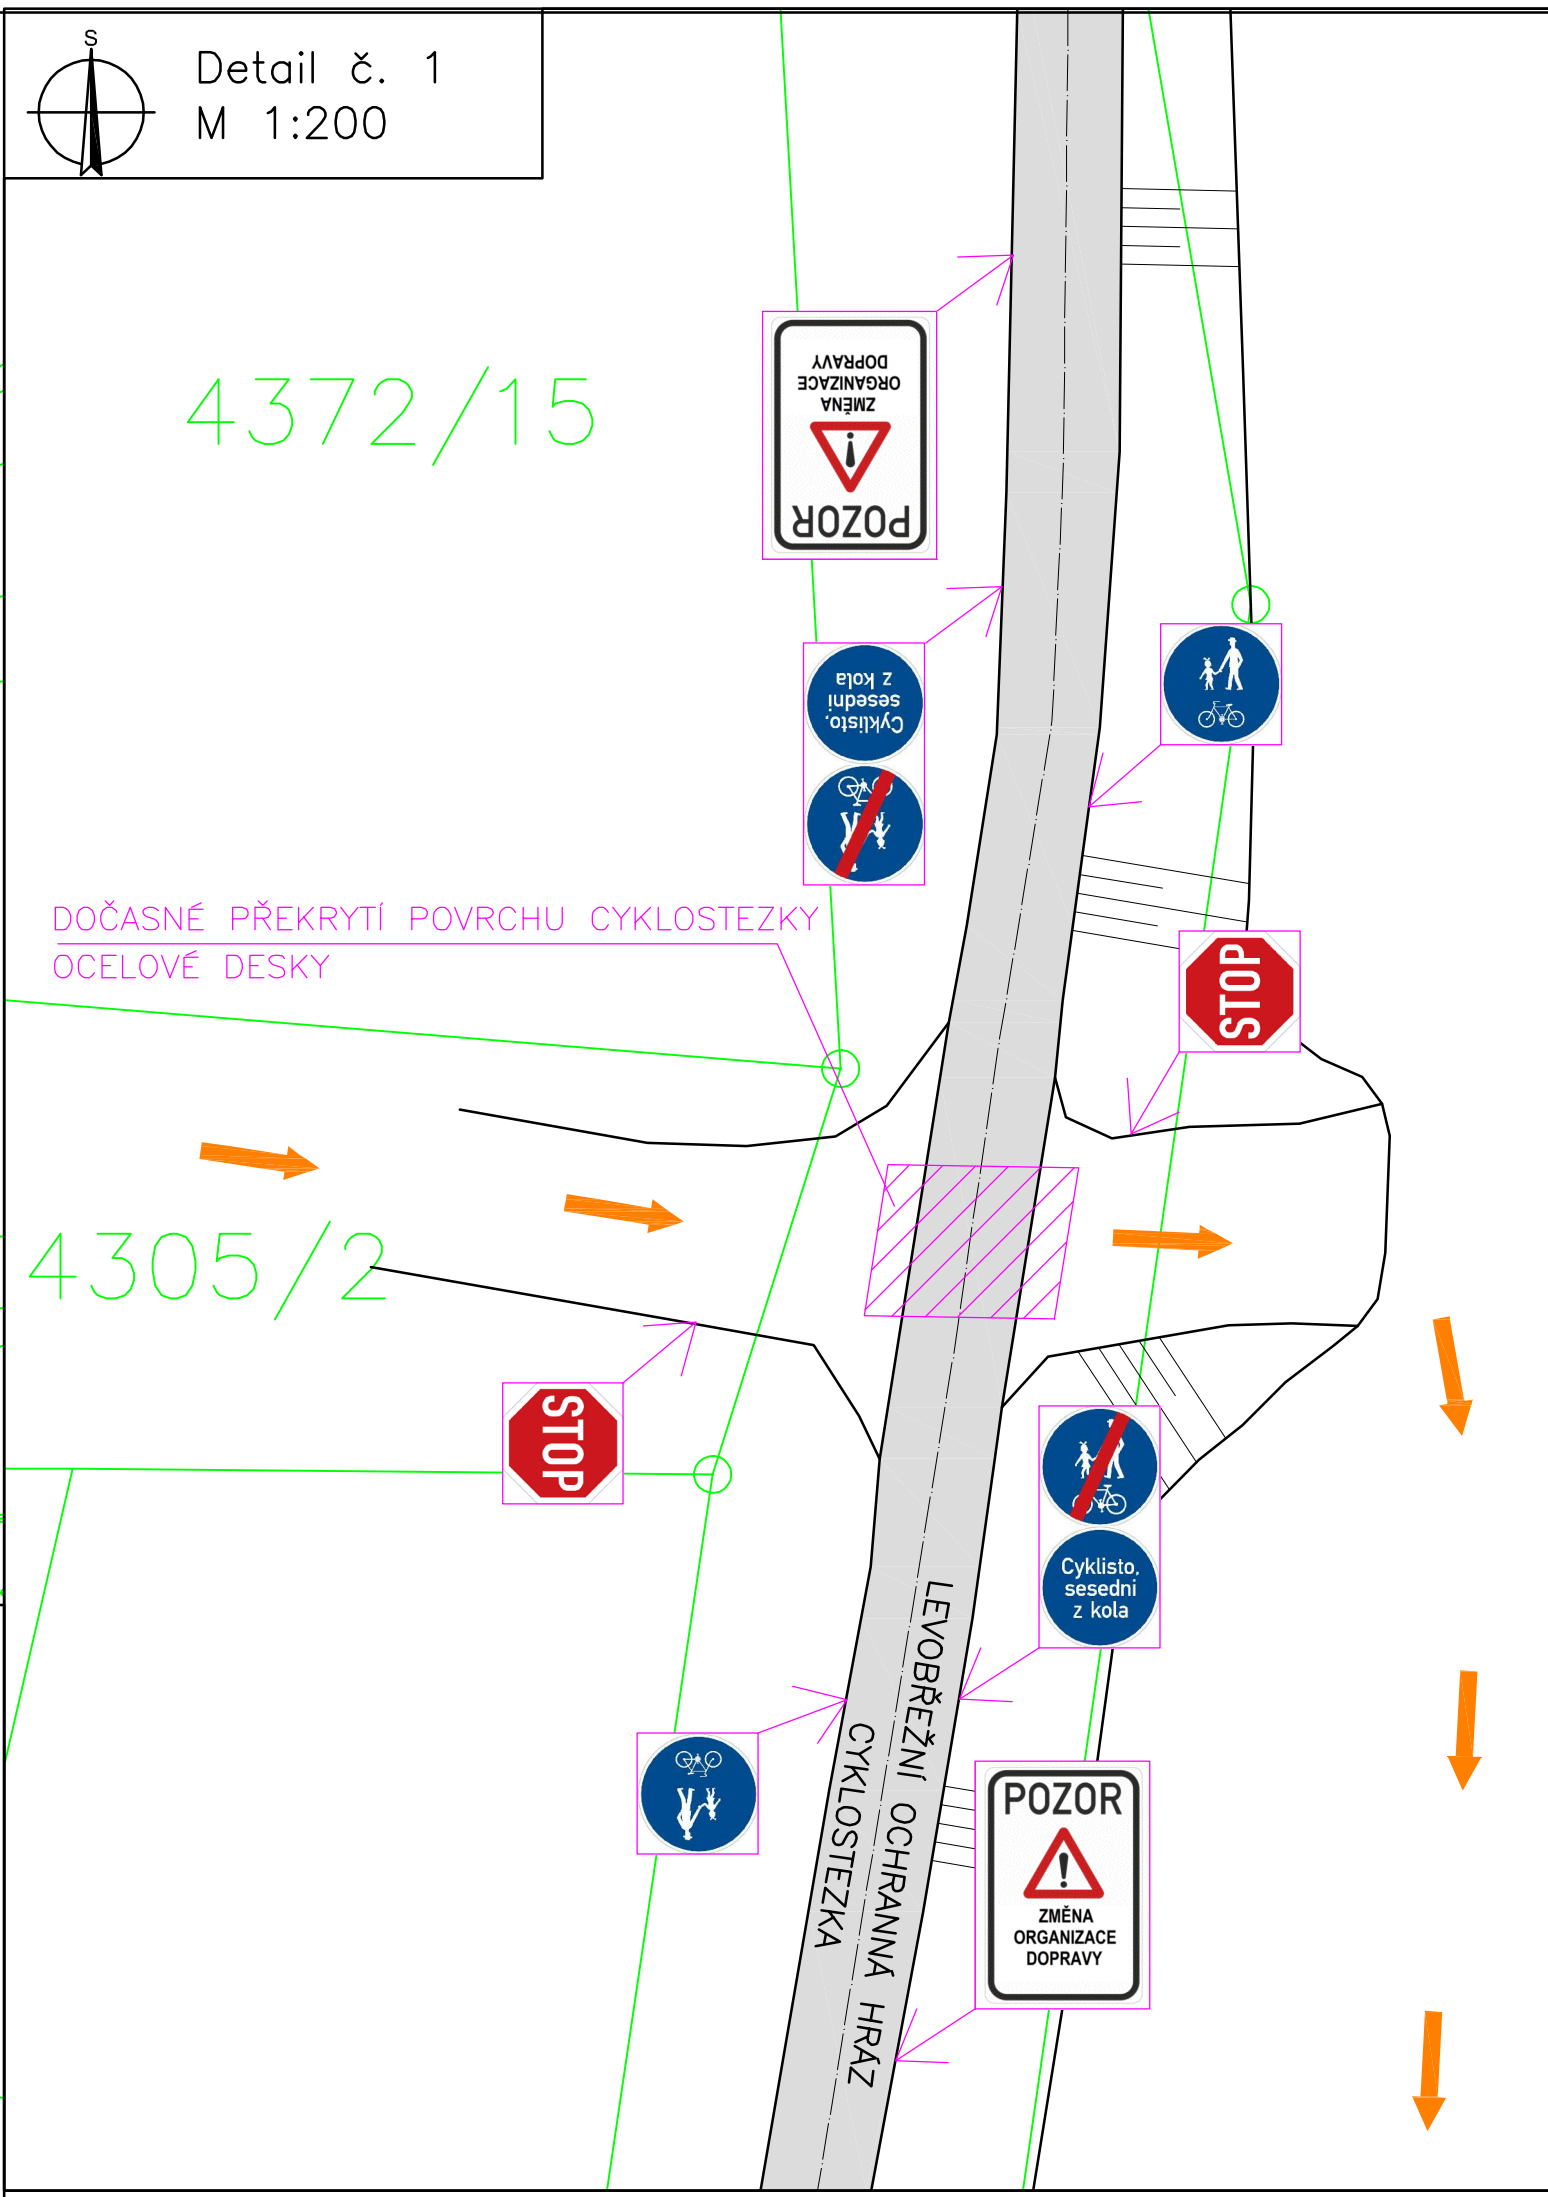 S
Detail č. 1
M 1:200
4372/15
POZOR
ZMĚNA
ORGANIZACE
DOPRAVY
Cyklisto,
sesedni
z kola
DOČASNÉ PŘEKRYTÍ POVRCHU CYKLOSTEZKY
OCELOVÉ DESKY
STOP
4305/2
STOP
Cyklisto,
sesedni
z kola
LEVOBŘEŽNÍ OCHRANNÁ HRÁZ
CYKLOSTEZKA
POZOR
ZMĚNA
ORGANIZACE
DOPRAVY